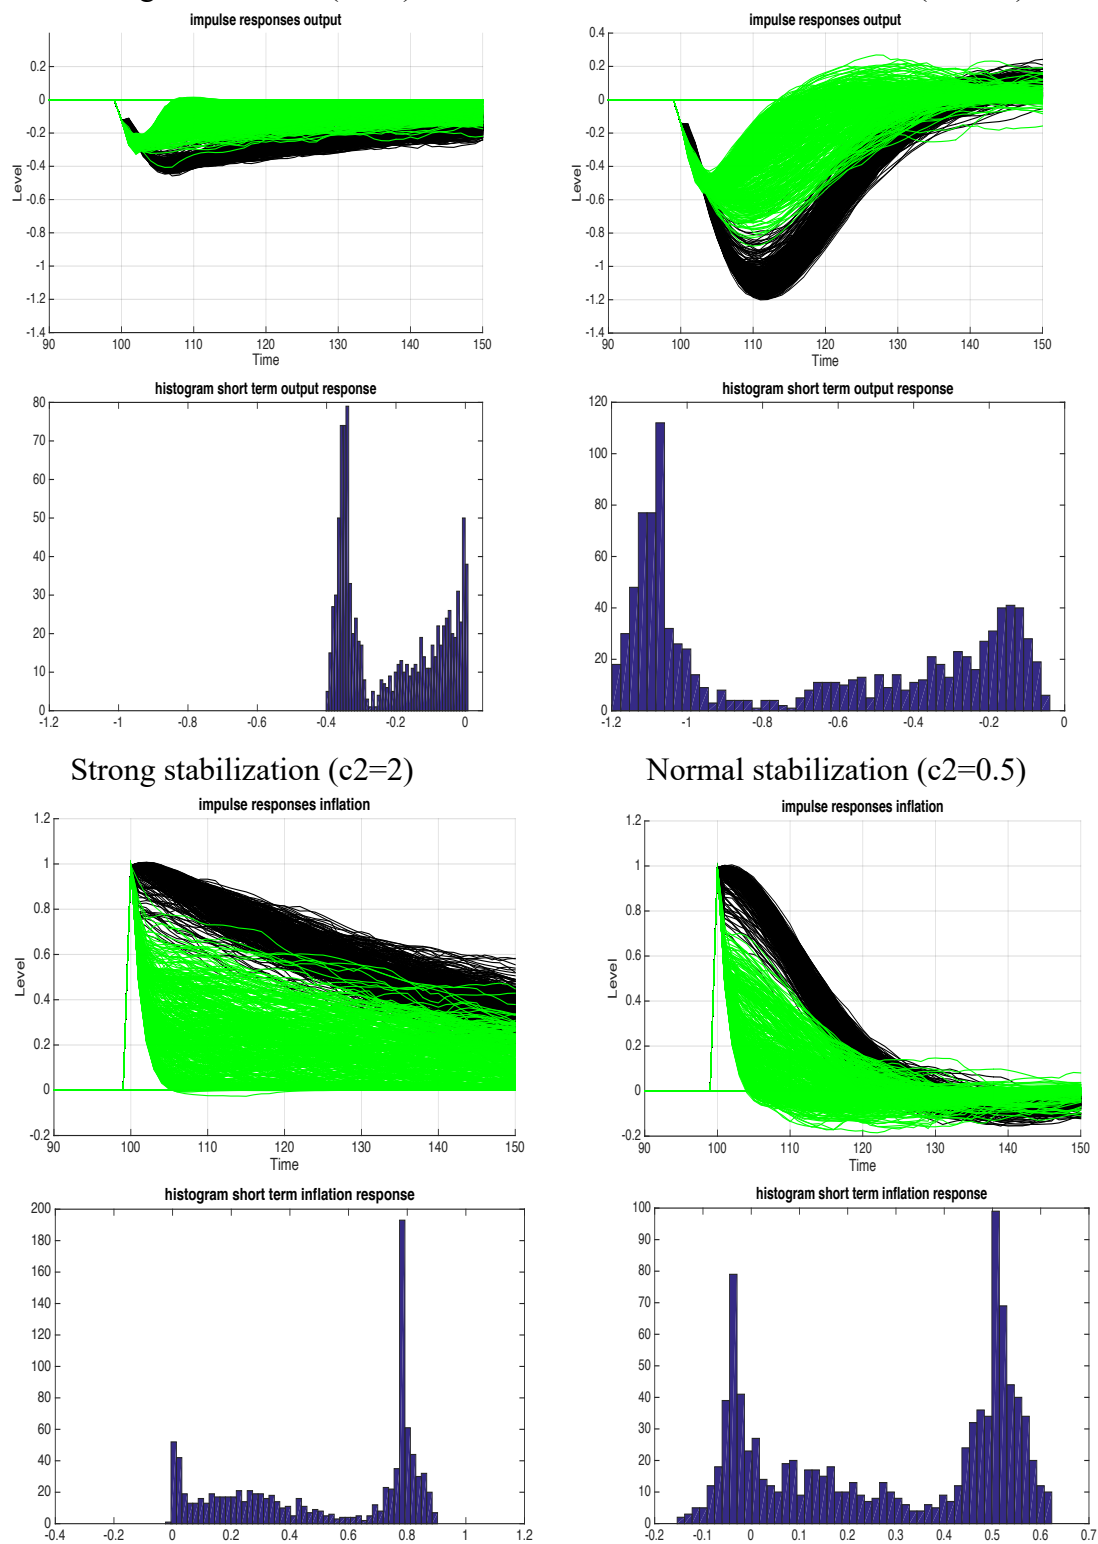 impulse responses output
0.2
0
-0.2
-0.4
-0.6
-0.8
-1
-1.2
-1.4
Level
90 100 110 120 130 140 150
Time
impulse responses output
0.4
0.2
0
-0.2
-0.4
-0.6
-0.8
-1
-1.2
-1.4
Level
90 100 110 120 130 140 150
Time
histogram short term output response
80
70
60
50
40
30
20
10
0
-1.2 -1 -0.8 -0.6 -0.4 -0.2 0
histogram short term output response
120
100
80
60
40
20
0
-1.2 -1 -0.8 -0.6 -0.4 -0.2 0
Strong stabilization (c2=2)
Normal stabilization (c2=0.5)
impulse responses inflation
1.2
1
0.8
0.6
0.4
0.2
0
-0.2
Level
90 100 110 120 130 140 150
Time
impulse responses inflation
1.2
1
0.8
0.6
0.4
0.2
0
-0.2
Level
90 100 110 120 130 140 150
Time
histogram short term inflation response
200
180
160
140
120
100
80
60
40
20
0
-0.4 -0.2 0 0.2 0.4 0.6 0.8 1 1.2
histogram short term inflation response
100
90
80
70
60
50
40
30
20
10
0
-0.2 -0.1 0 0.1 0.2 0.3 0.4 0.5 0.6 0.7